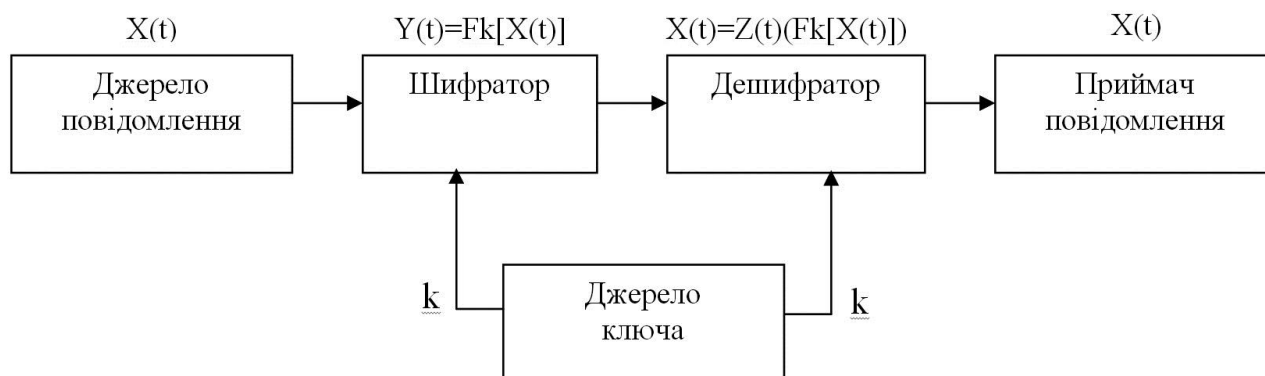 X(t)
Y(t)=Fk[X(t)]
X(t)=Z(t)(Fk[X(t)])
X(t)
Джерело
повідомлення
Шифратор
Дешифратор
Приймач
повідомлення
k
Джерело
ключа
k